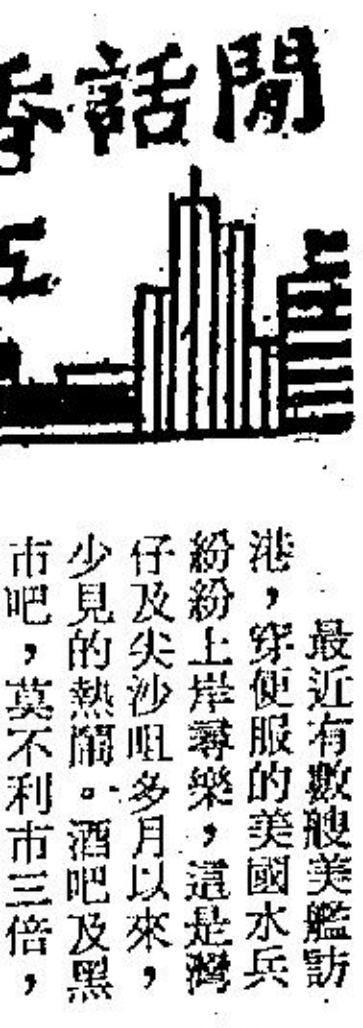 閒話香
江
最近有數艘美艦訪
港，穿便服的美國水兵
紛紛上岸尋樂，這是灣
仔及尖沙咀多月以來，
少見的熱鬧。酒吧及黑
市吧，莫不利市三倍，